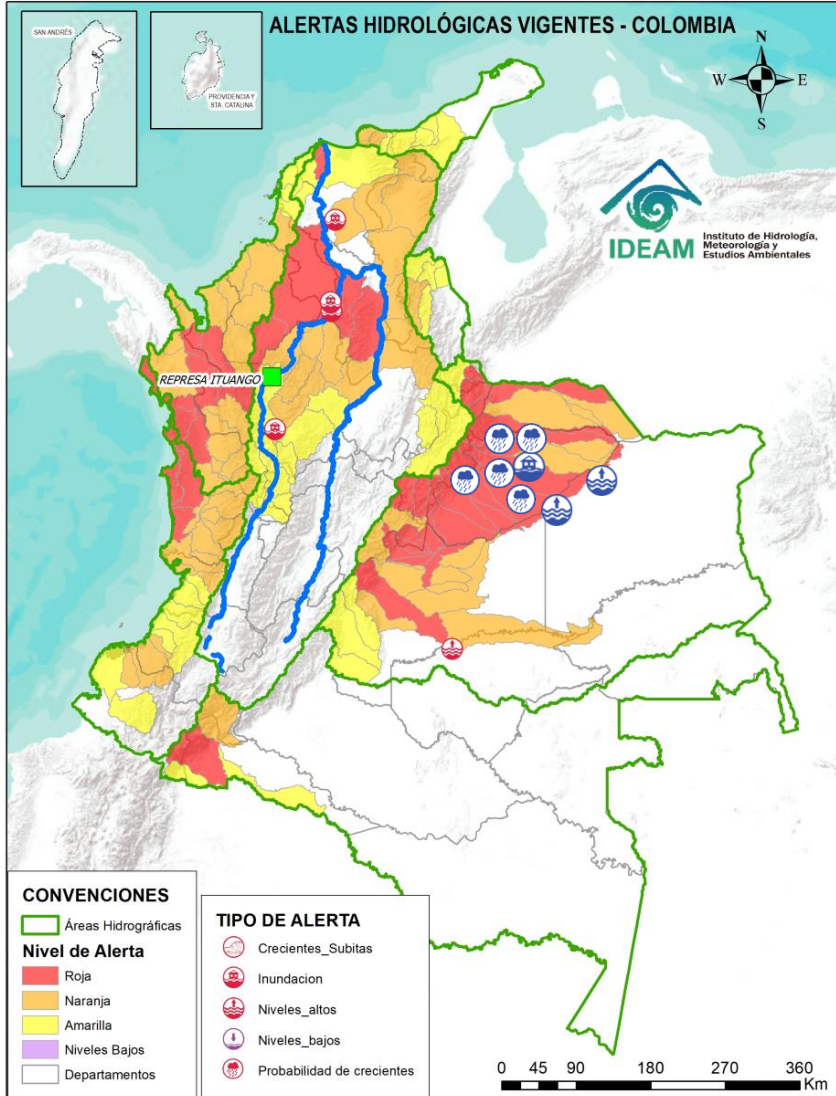 ALERTAS HIDROLÓGICAS VIGENTES - COLOMBIA
SAN ANDRÉS
PROVIDENCIA Y
STA. CATALINA
N
W
E
S
IDEAM
Instituto de Hidrología,
Meteorología y
Estudios Ambientales
REPRESA ITUANGO
CONVENCIONES
Áreas Hidrográficas
Nivel de Alerta
Roja
Naranja
Amarilla
Niveles Bajos
Departamentos
TIPO DE ALERTA
Crecientes_Subitas
Inundacion
Niveles_altos
Niveles_bajos
Probabilidad de crecientes
0 45 90 180 270 360
Km